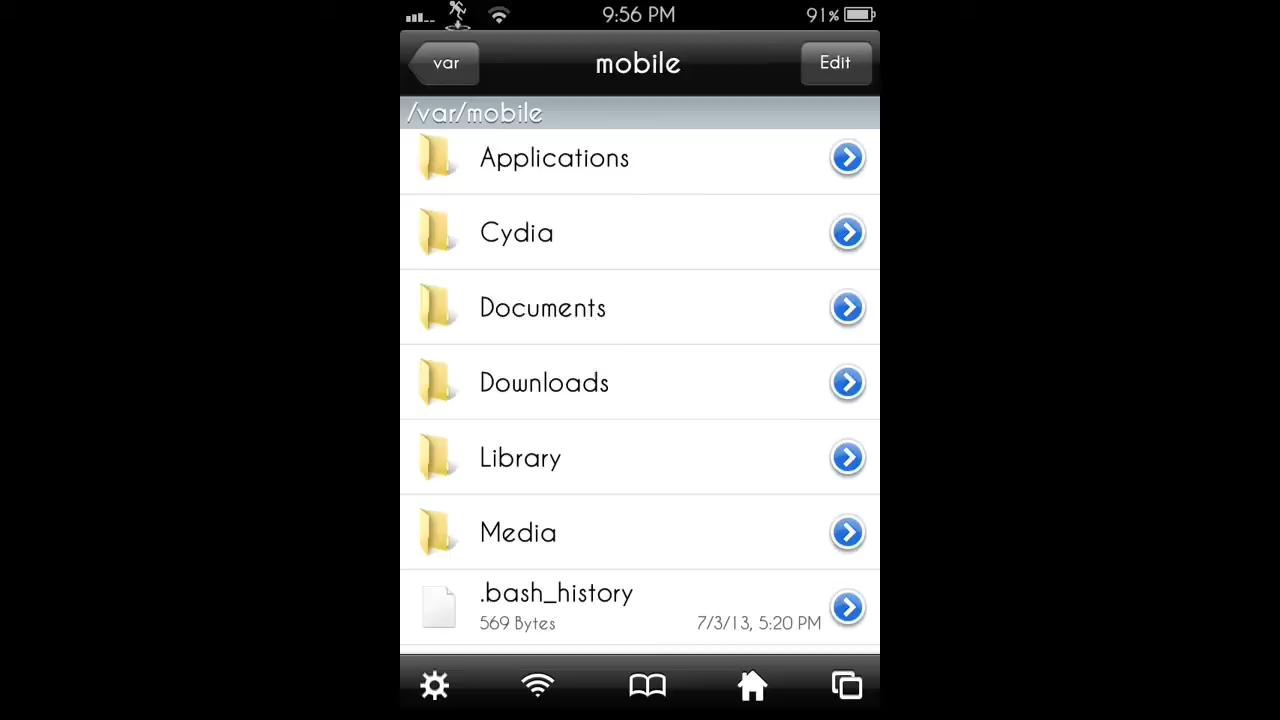 9:56 PM
91%
var
mobile
Edit
/var/mobile
Applications
Cydia
Documents
Downloads
Library
Media
.bash_history
569 Bytes
7/3/13, 5:20 PM